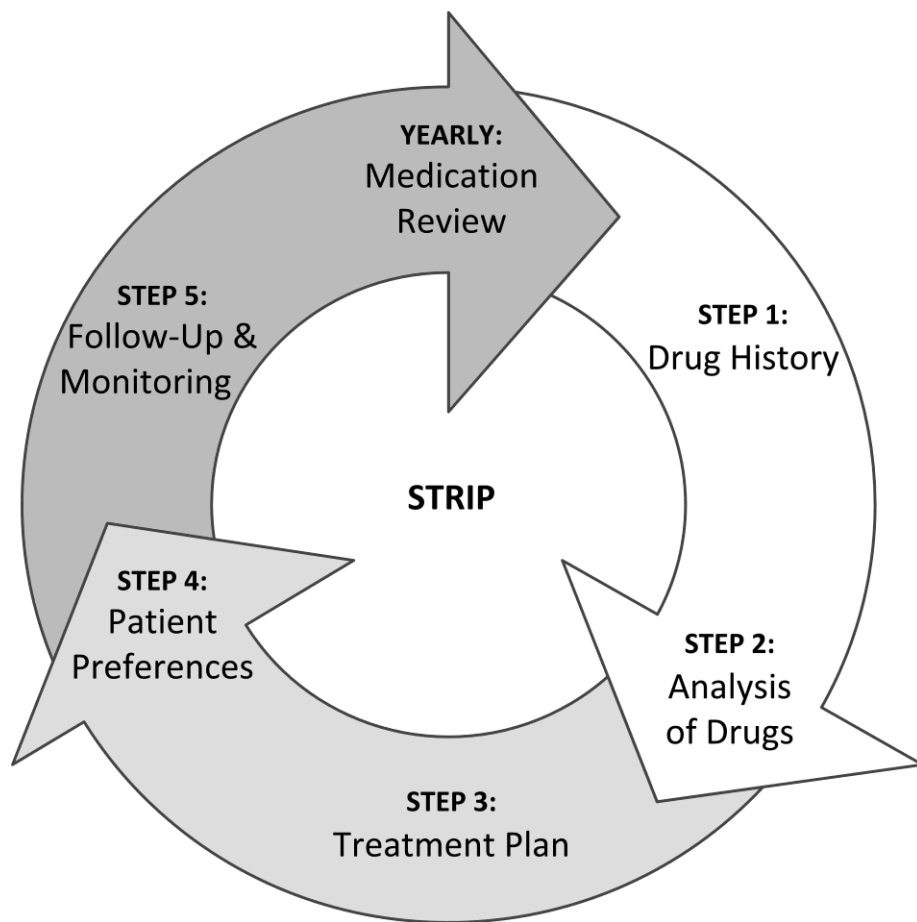 YEARLY:
Medication
Review
STEP 1:
Drug History
STEP 2:
Analysis
of Drugs
STEP 3:
Treatment Plan
STEP 4:
Patient
Preferences
STEP 5:
Follow-Up &
Monitoring
STRIP